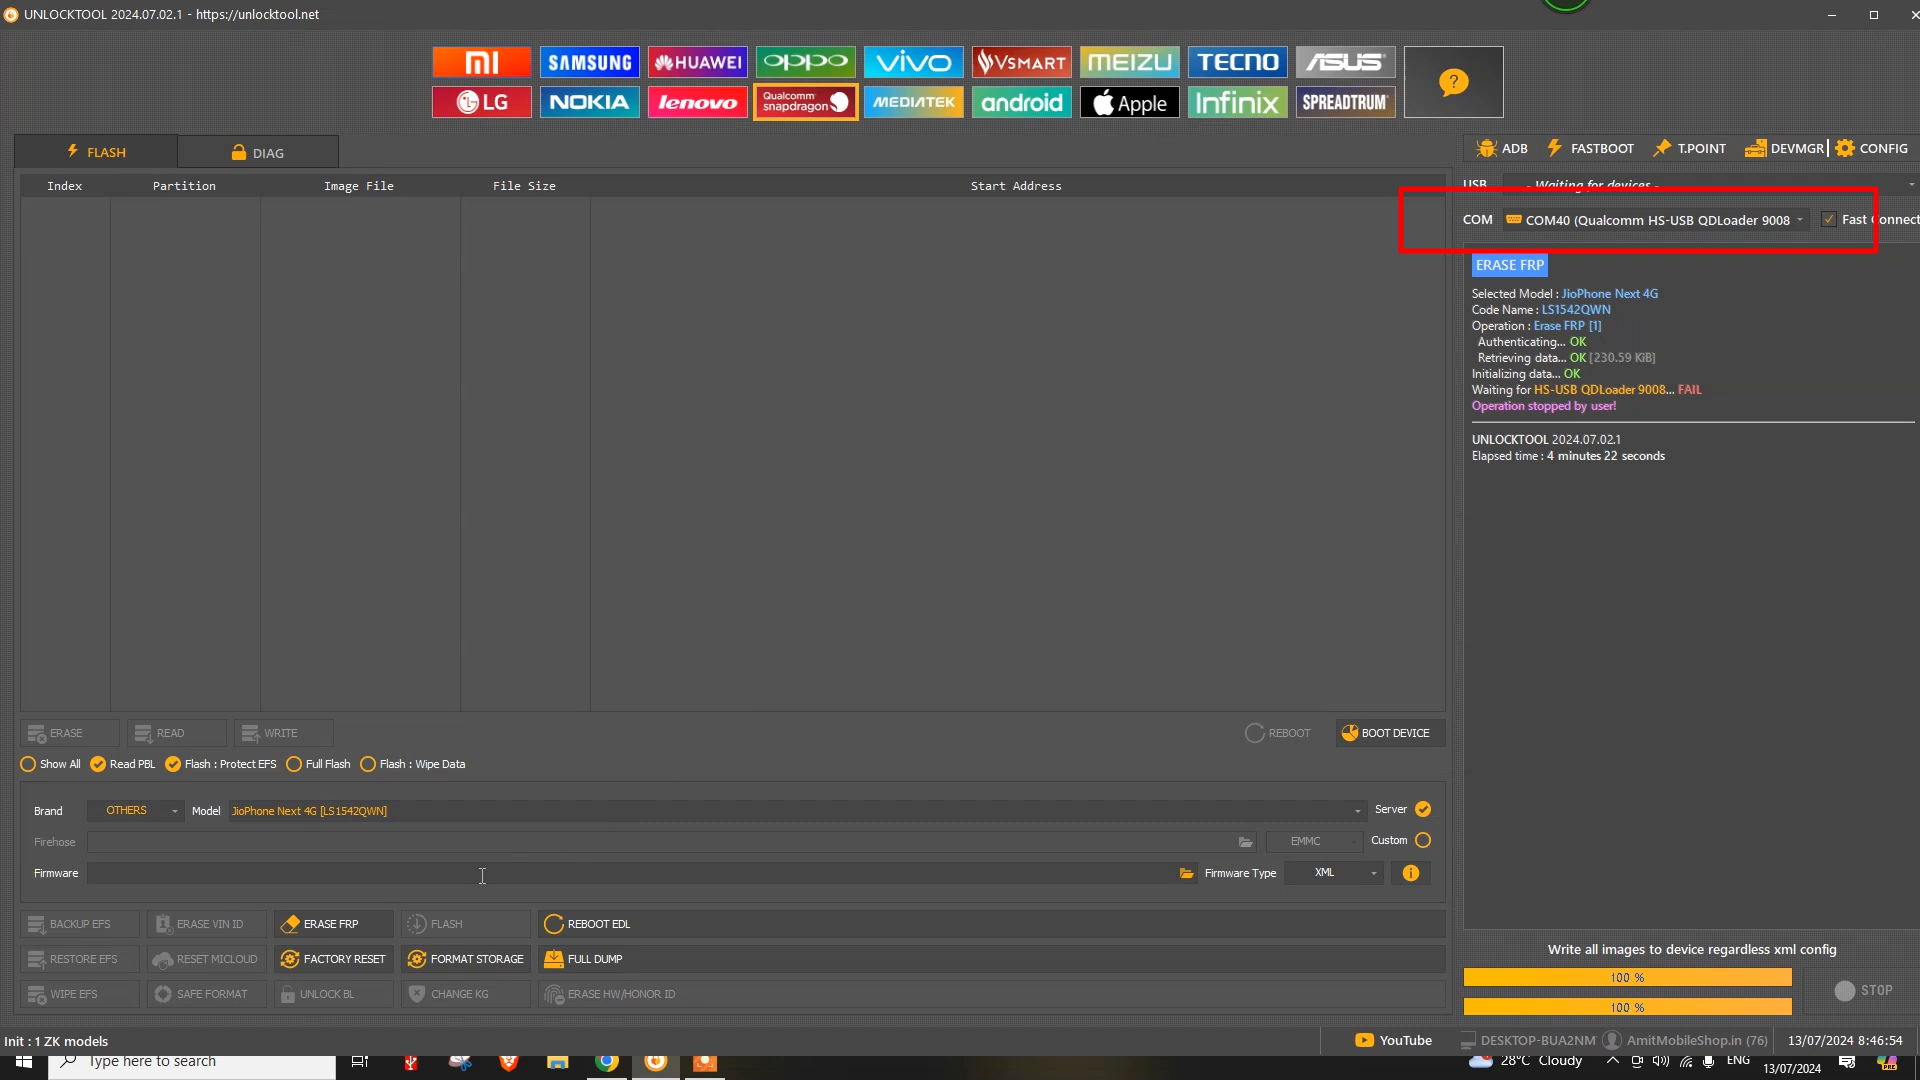 UNLOCKTOOL 2024.07.02.1 - https://unlocktool.net
MI SAMSUNG HUAWEI oppo vivo VSMART MEIZU TECNO ASUS ?
LG NOKIA lenovo Qualcomm snapdragon MEDIATEK android Apple Infinix SPREADTRUM
FLASH DIAG
ADB FASTBOOT T.POINT DEVMGR CONFIG
Index Partition Image File File Size Start Address
USB - Waiting for devices -
COM COM40 (Qualcomm HS-USB QDLoader 9008 Fast Connect
ERASE FRP
Selected Model : JioPhone Next 4G
Code Name : LS1542QWN
Operation : Erase FRP [1]
Authenticating... OK
Retrieving data... OK [230.59 KiB]
Initializing data... OK
Waiting for HS-USB QDLoader 9008... FAIL
Operation stopped by user!
UNLOCKTOOL 2024.07.02.1
Elapsed time : 4 minutes 22 seconds
ERASE READ WRITE REBOOT BOOT DEVICE
Show All Read PBL Flash : Protect EFS Full Flash Flash : Wipe Data
Brand OTHERS Model JioPhone Next 4G [LS1542QWN] Server
Firehose EMMC Custom
Firmware Firmware Type XML
BACKUP EFS ERASE VIN ID ERASE FRP FLASH REBOOT EDL
RESTORE EFS RESET MICLOUD FACTORY RESET FORMAT STORAGE FULL DUMP
WIPE EFS SAFE FORMAT UNLOCK BL CHANGE KG ERASE HW/HONOR ID
Write all images to device regardless xml config
100 %
100 %
STOP
Init : 1 ZK models YouTube DESKTOP-BUA2NM AmitMobileShop.in (76) 13/07/2024 8:46:54
Type here to search 28°C Cloudy ENG 13/07/2024